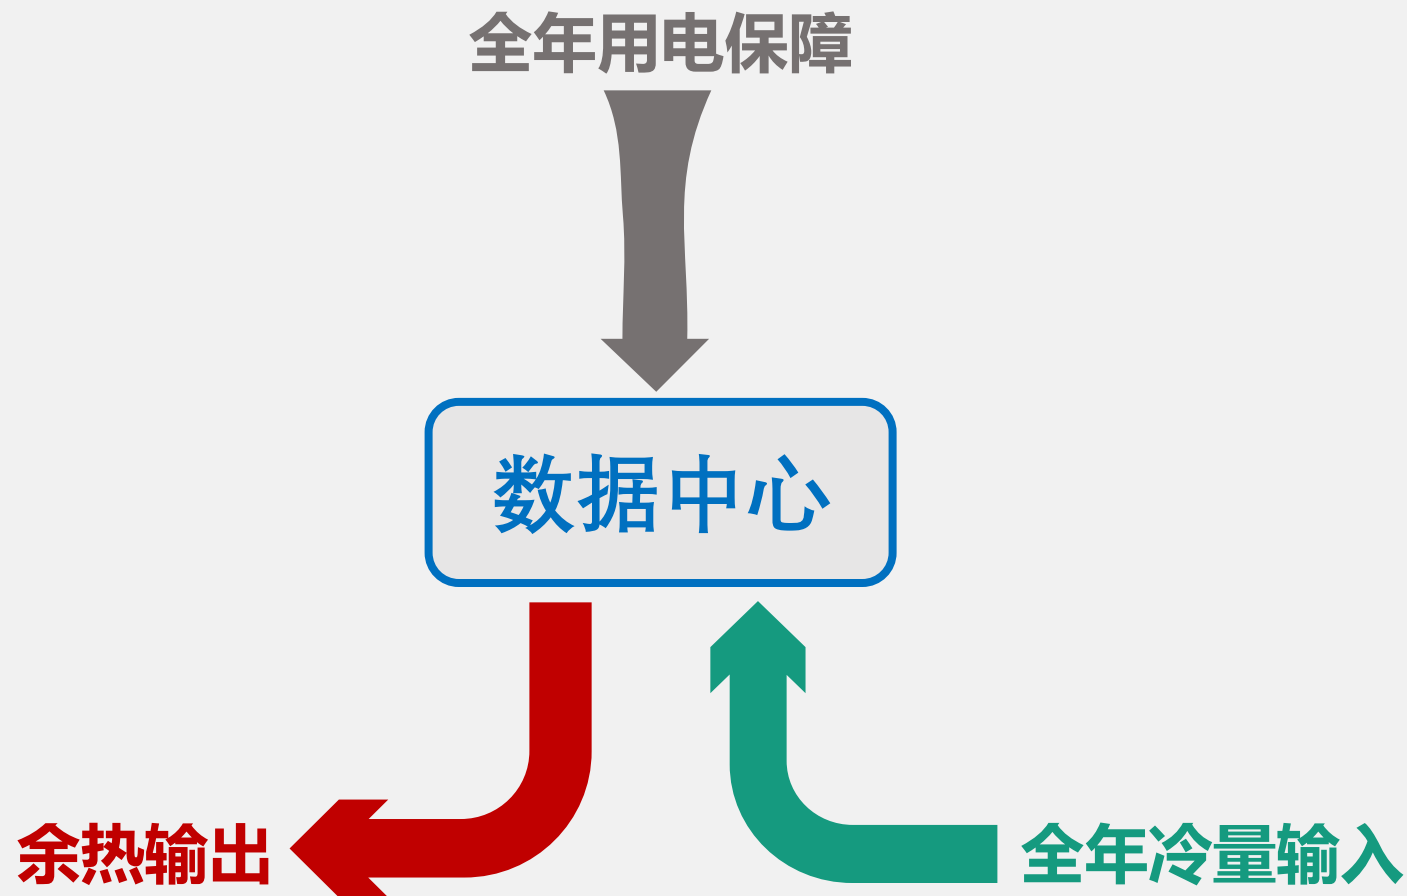 全年用电保障
数据中心
余热输出
全年冷量输入